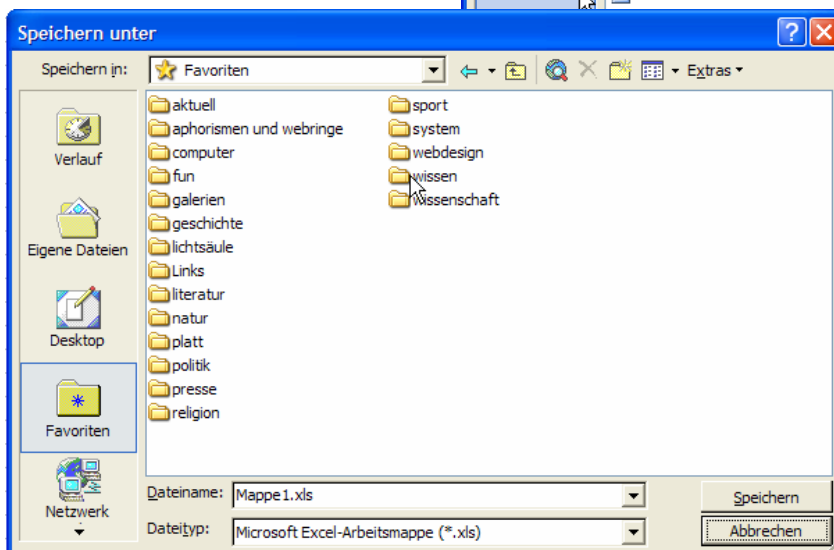 Speichern unter
Speichern in: Favoriten Extras
Verlauf
Eigene Dateien
Desktop
Favoriten
Netzwerk
aktuell
aphorismen und webringe
computer
fun
galerien
geschichte
lichtsäule
Links
literatur
natur
platt
politik
presse
religion
sport
system
webdesign
wissen
wissenschaft
Dateiname: Mappe1.xls Speichern
Dateityp: Microsoft Excel-Arbeitsmappe (*.xls) Abbrechen